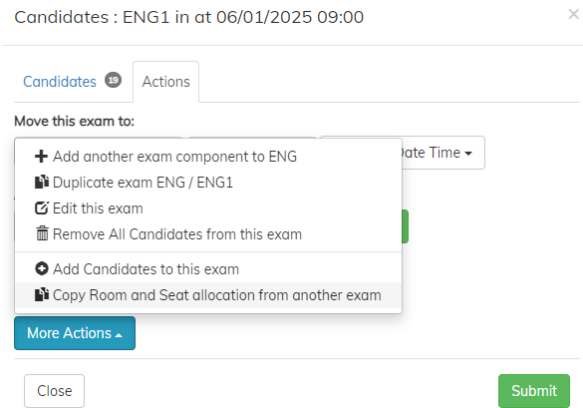 Candidates : ENG1 in at 06/01/2025 09:00
×
Candidates 19
Actions
Move this exam to:
Date Time
Add another exam component to ENG
Duplicate exam ENG / ENG1
Edit this exam
Remove All Candidates from this exam
Add Candidates to this exam
Copy Room and Seat allocation from another exam
More Actions
Close
Submit